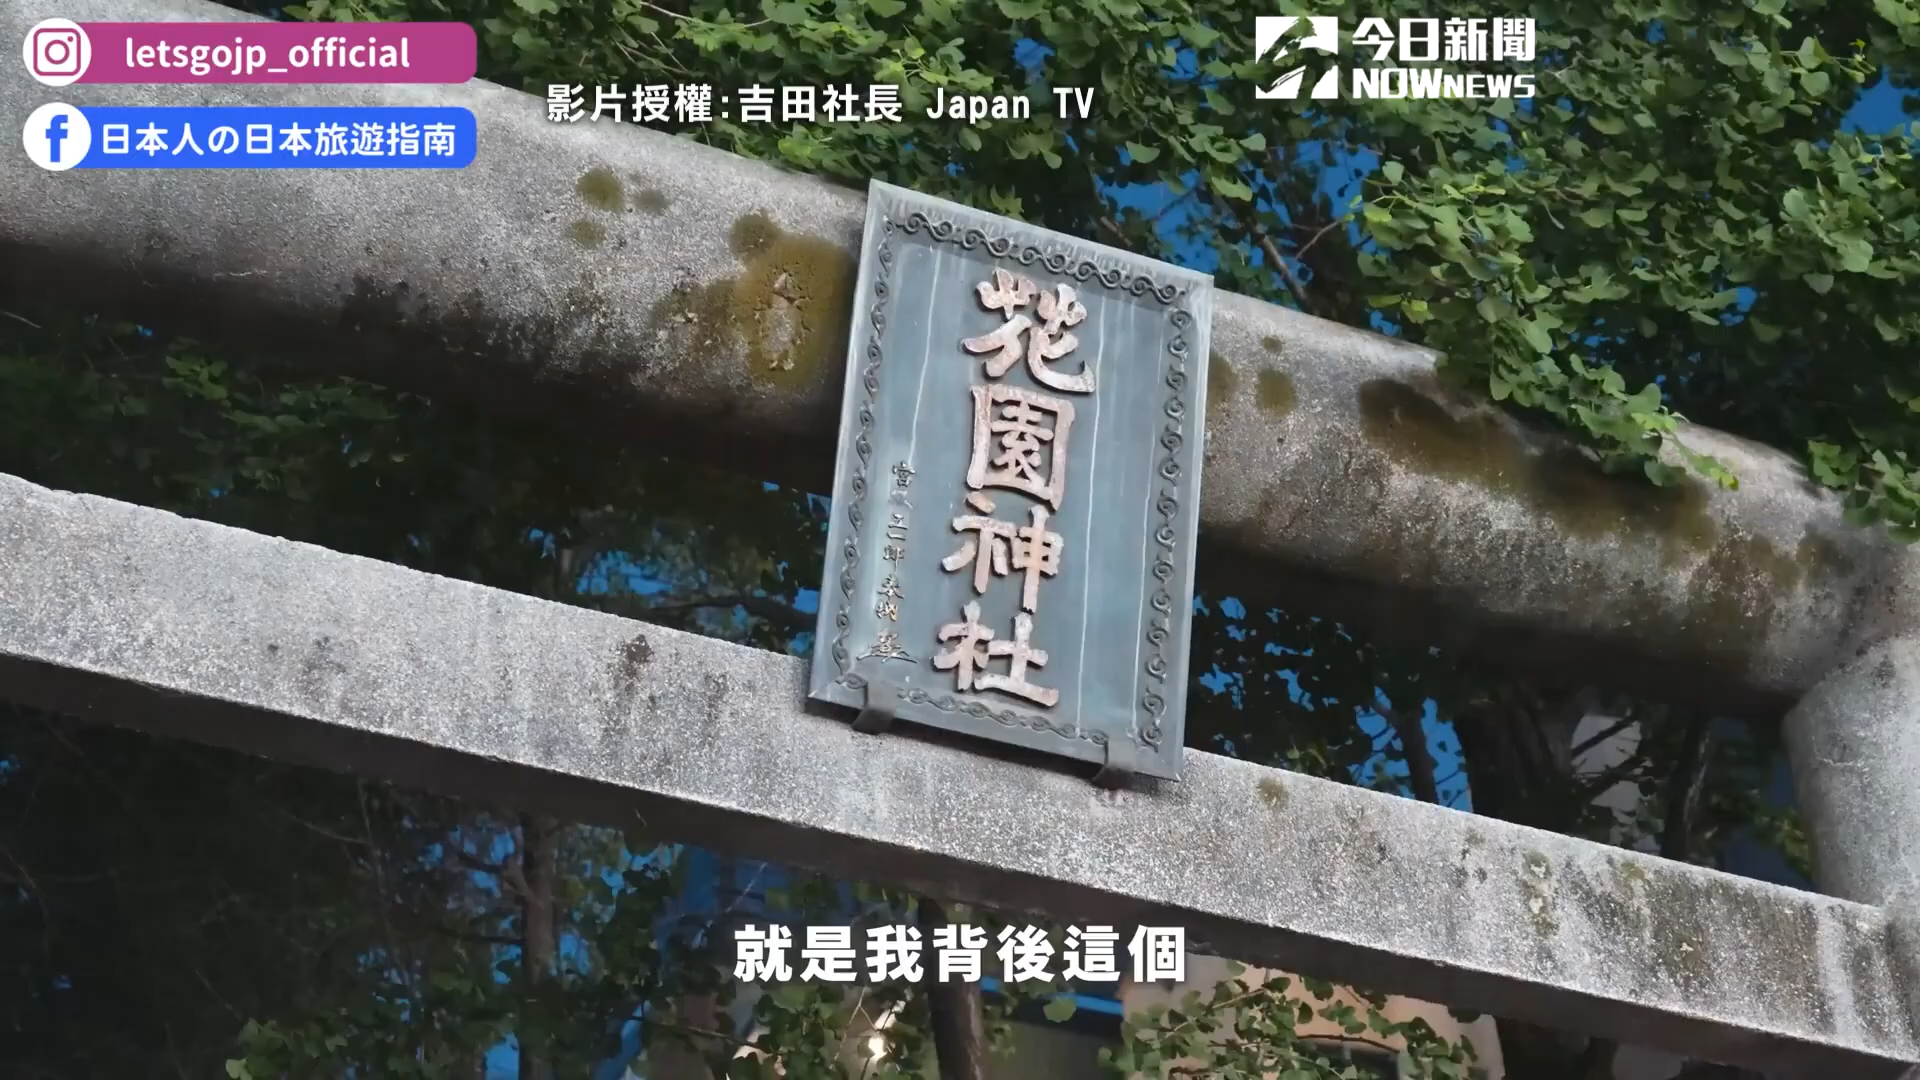 letsgojp_official
日本人の日本旅遊指南
影片授權:吉田社長 Japan TV
今日新聞
NOWnews
花園神社
就是我背後這個